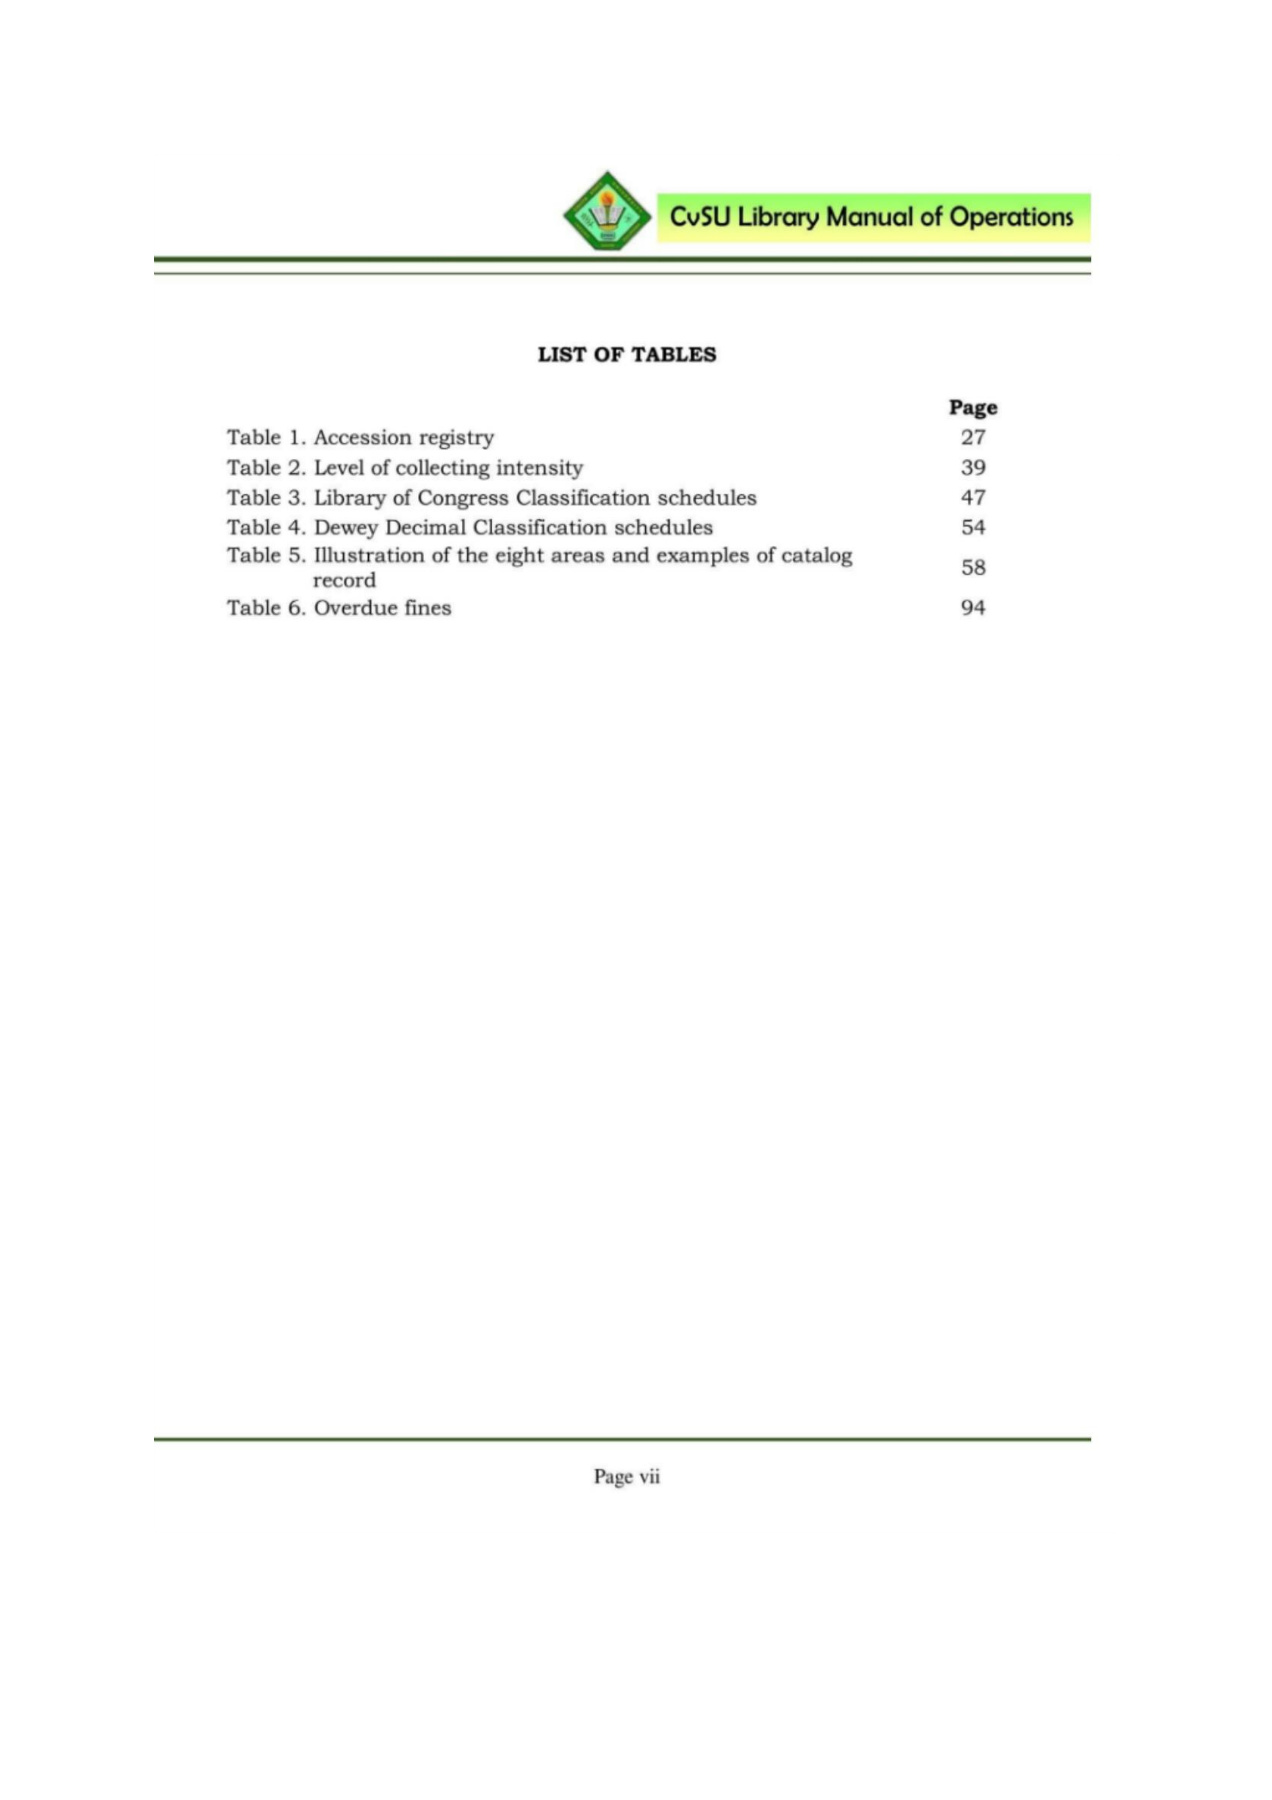 CvSU Library Manual of Operations
LIST OF TABLES
Page
Table 1. Accession registry 27
Table 2. Level of collecting intensity 39
Table 3. Library of Congress Classification schedules 47
Table 4. Dewey Decimal Classification schedules 54
Table 5. Illustration of the eight areas and examples of catalog
record 58
Table 6. Overdue fines 94
Page vii